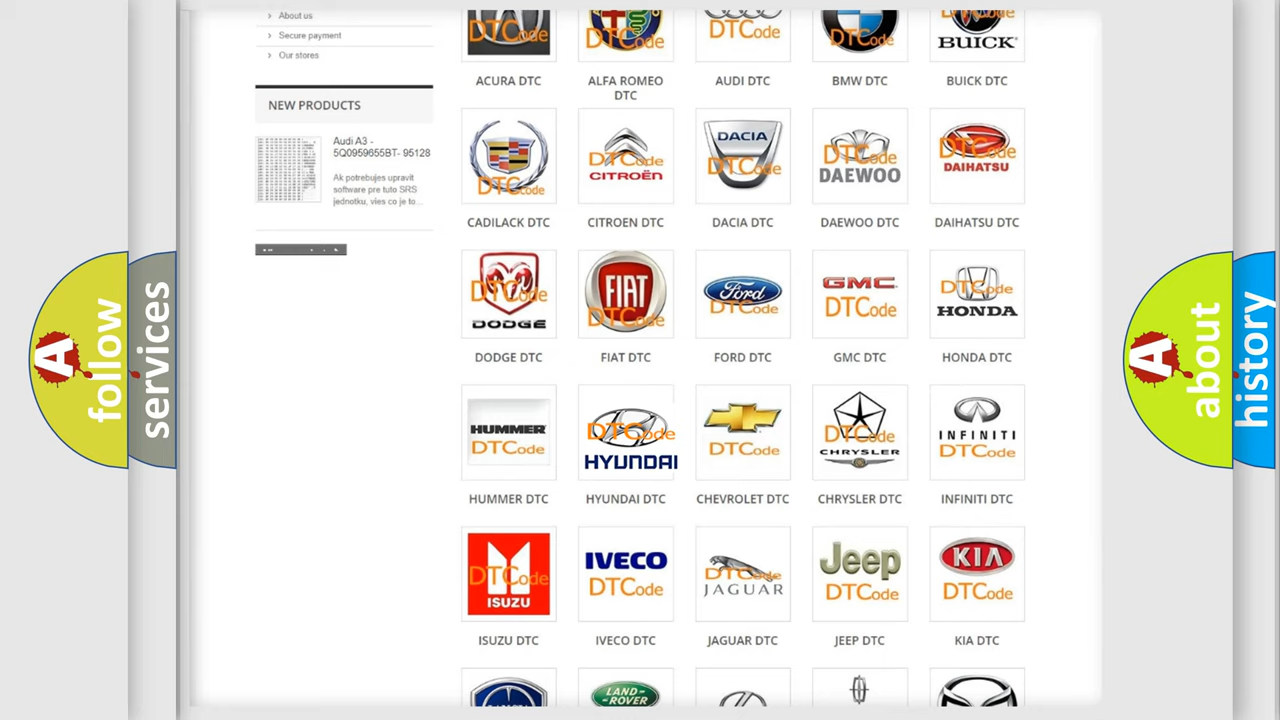 About us
Secure payment
Our stores
NEW PRODUCTS
Audi A3 -
5Q0959655BT- 95128
Ak potrebujes upravit
software pre tuto SRS
jednotku, vies co je to...
DTCode
DTCode
DTCode
DTCode
BUICK
ACURA DTC
ALFA ROMEO
DTC
AUDI DTC
BMW DTC
BUICK DTC
DTCode
DTCode
CITROËN
DACIA
DTCode
DTCode
DAEWOO
DTCode
DAIHATSU
CADILACK DTC
CITROEN DTC
DACIA DTC
DAEWOO DTC
DAIHATSU DTC
DTCode
DODGE
FIAT
DTCode
Ford
DTCode
GMC
DTCode
DTCode
HONDA
DODGE DTC
FIAT DTC
FORD DTC
GMC DTC
HONDA DTC
HUMMER
DTCode
DTCode
HYUNDAI
DTCode
DTCode
CHRYSLER
INFINITI
DTCode
HUMMER DTC
HYUNDAI DTC
CHEVROLET DTC
CHRYSLER DTC
INFINITI DTC
DTCode
ISUZU
IVECO
DTCode
DTCode
JAGUAR
Jeep
DTCode
KIA
DTCode
ISUZU DTC
IVECO DTC
JAGUAR DTC
JEEP DTC
KIA DTC
LAND-
ROVER
A
follow
services
A
about
history